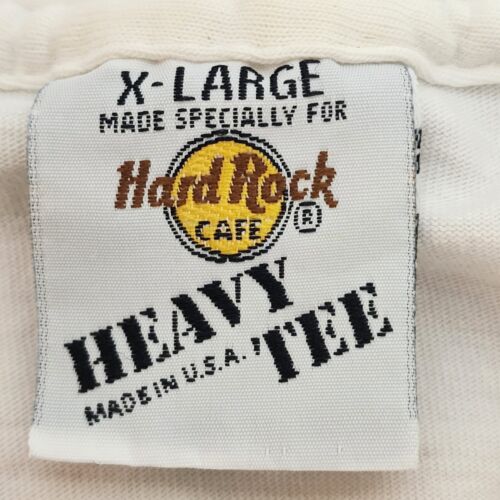 X-LARGE
MADE SPECIALLY FOR
Hard Rock
CAFE ®
HEAVY
MADE IN U.S.A. 'TEE